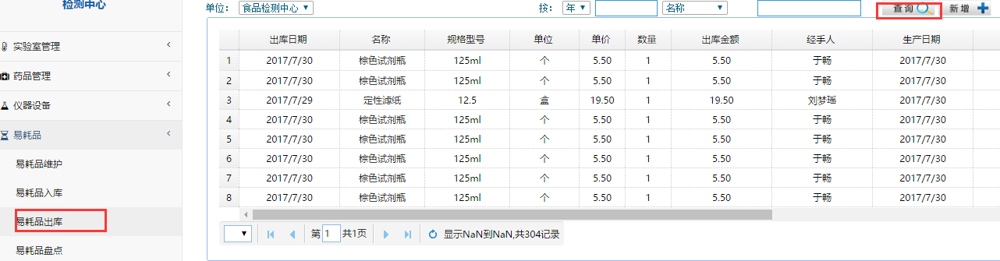 检测中心
单位： 食品检测中心 按： 年 名称 查 询 新 增
实验室管理
药品管理
仪器设备
易耗品
易耗品维护
易耗品入库
易耗品出库
易耗品盘点
出库日期 名称 规格型号 单位 单价 数量 出库金额 经手人 生产日期
1 2017/7/30 棕色试剂瓶 125ml 个 5.50 1 5.50 于畅 2017/7/30
2 2017/7/30 棕色试剂瓶 125ml 个 5.50 1 5.50 于畅 2017/7/30
3 2017/7/29 定性滤纸 12.5 盒 19.50 1 19.50 刘梦瑶 2017/7/30
4 2017/7/30 棕色试剂瓶 125ml 个 5.50 1 5.50 于畅 2017/7/30
5 2017/7/30 棕色试剂瓶 125ml 个 5.50 1 5.50 于畅 2017/7/30
6 2017/7/30 棕色试剂瓶 125ml 个 5.50 1 5.50 于畅 2017/7/30
7 2017/7/30 棕色试剂瓶 125ml 个 5.50 1 5.50 于畅 2017/7/30
8 2017/7/30 棕色试剂瓶 125ml 个 5.50 1 5.50 于畅 2017/7/30
第 1 共1页 显示NaN到NaN,共304记录